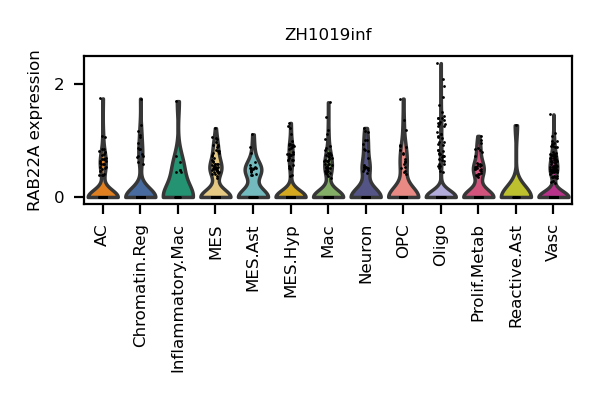 ZH1019inf
RAB22A expression
2
0
AC
Chromatin.Reg
Inflammatory.Mac
MES
MES.Ast
MES.Hyp
Mac
Neuron
OPC
Oligo
Prolif.Metab
Reactive.Ast
Vasc